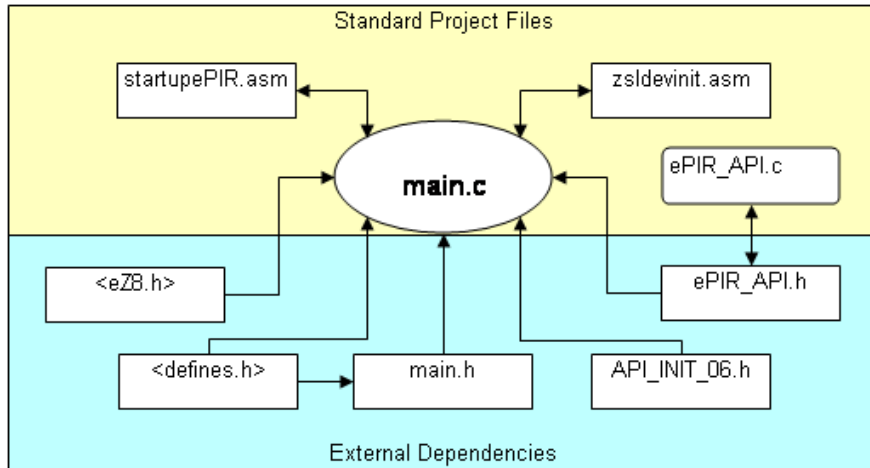 Standard Project Files
startupePIR.asm
zsldevinit.asm
main.c
ePIR_API.c
<eZ8.h>
ePIR_API.h
<defines.h>
main.h
API_INIT_06.h
External Dependencies